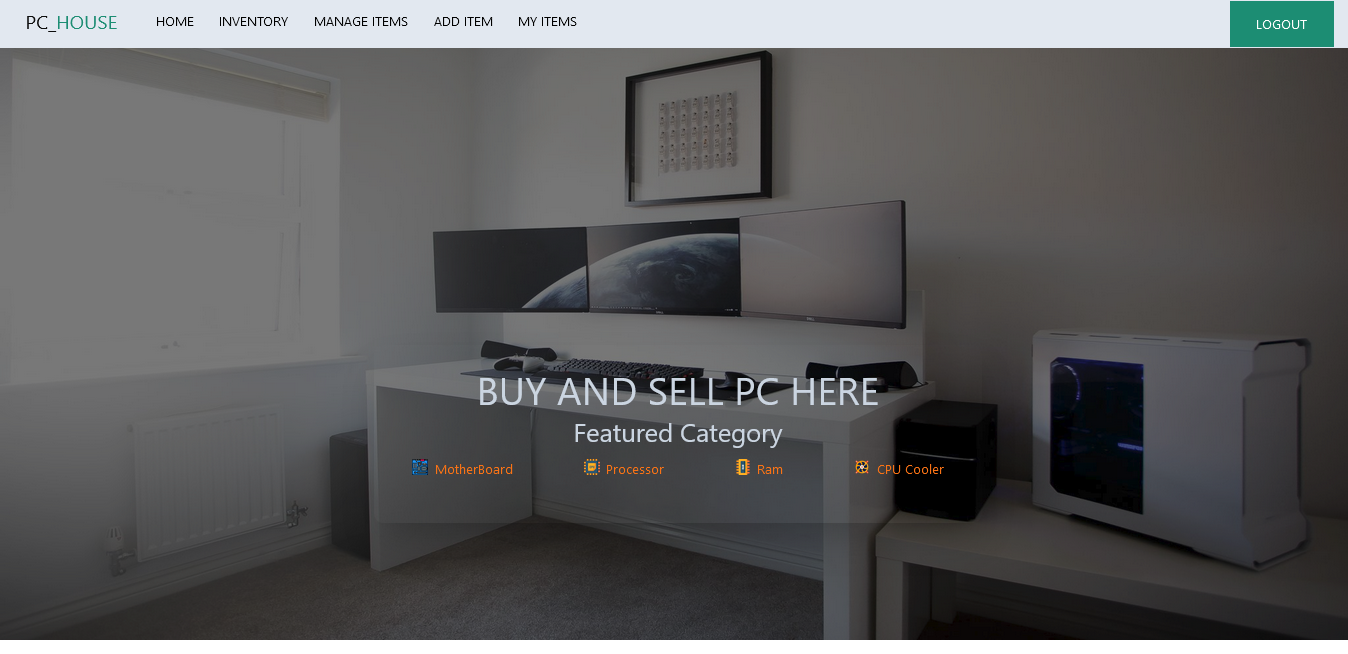 PC_HOUSE HOME INVENTORY MANAGE ITEMS ADD ITEM MY ITEMS LOGOUT
BUY AND SELL PC HERE
Featured Category
MotherBoard Processor Ram CPU Cooler